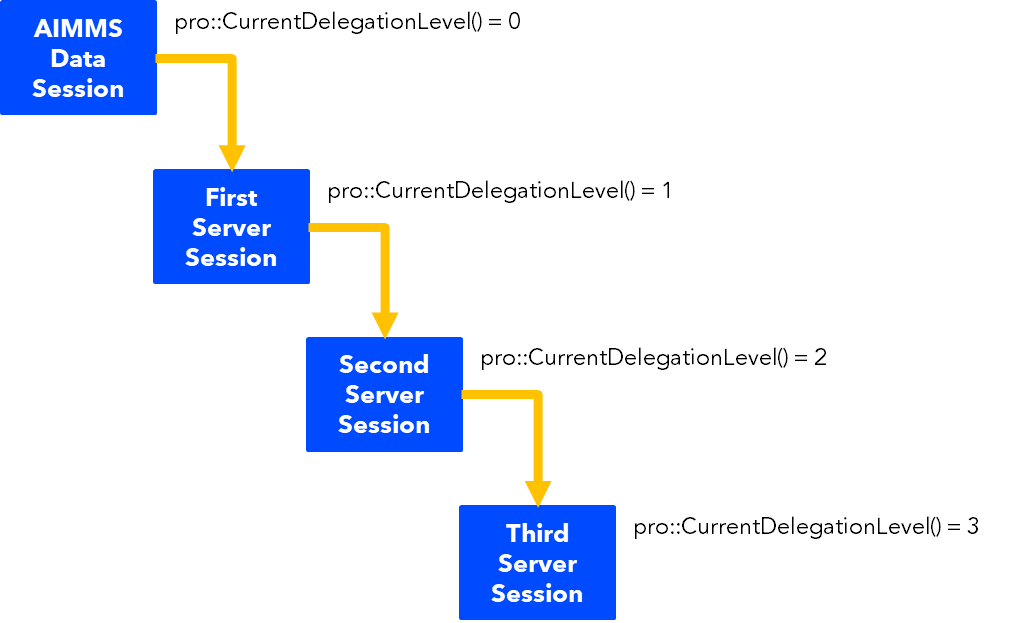 AIMMS
Data
Session
pro::CurrentDelegationLevel() = 0
First
Server
Session
pro::CurrentDelegationLevel() = 1
Second
Server
Session
pro::CurrentDelegationLevel() = 2
Third
Server
Session
pro::CurrentDelegationLevel() = 3